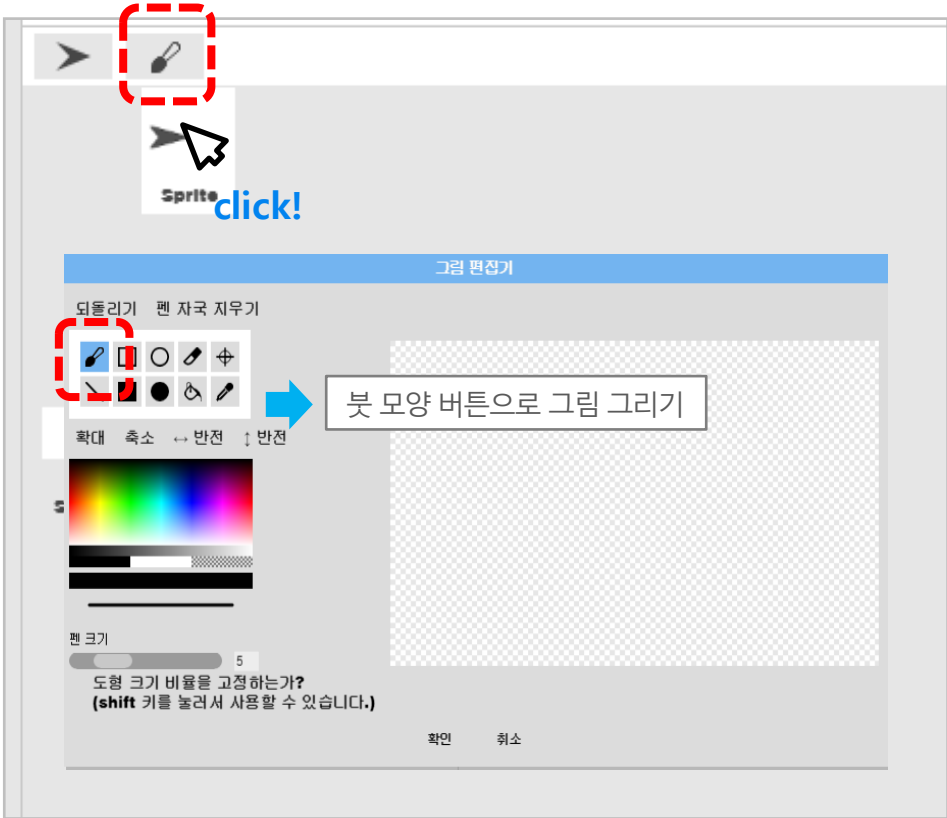 Sprite
click!
그림 편집기
되돌리기 펜 자국 지우기
붓 모양 버튼으로 그림 그리기
확대 축소 ↔ 반전 ↕ 반전
펜 크기
5
도형 크기 비율을 고정하는가?
(shift 키를 눌러서 사용할 수 있습니다.)
확인 취소